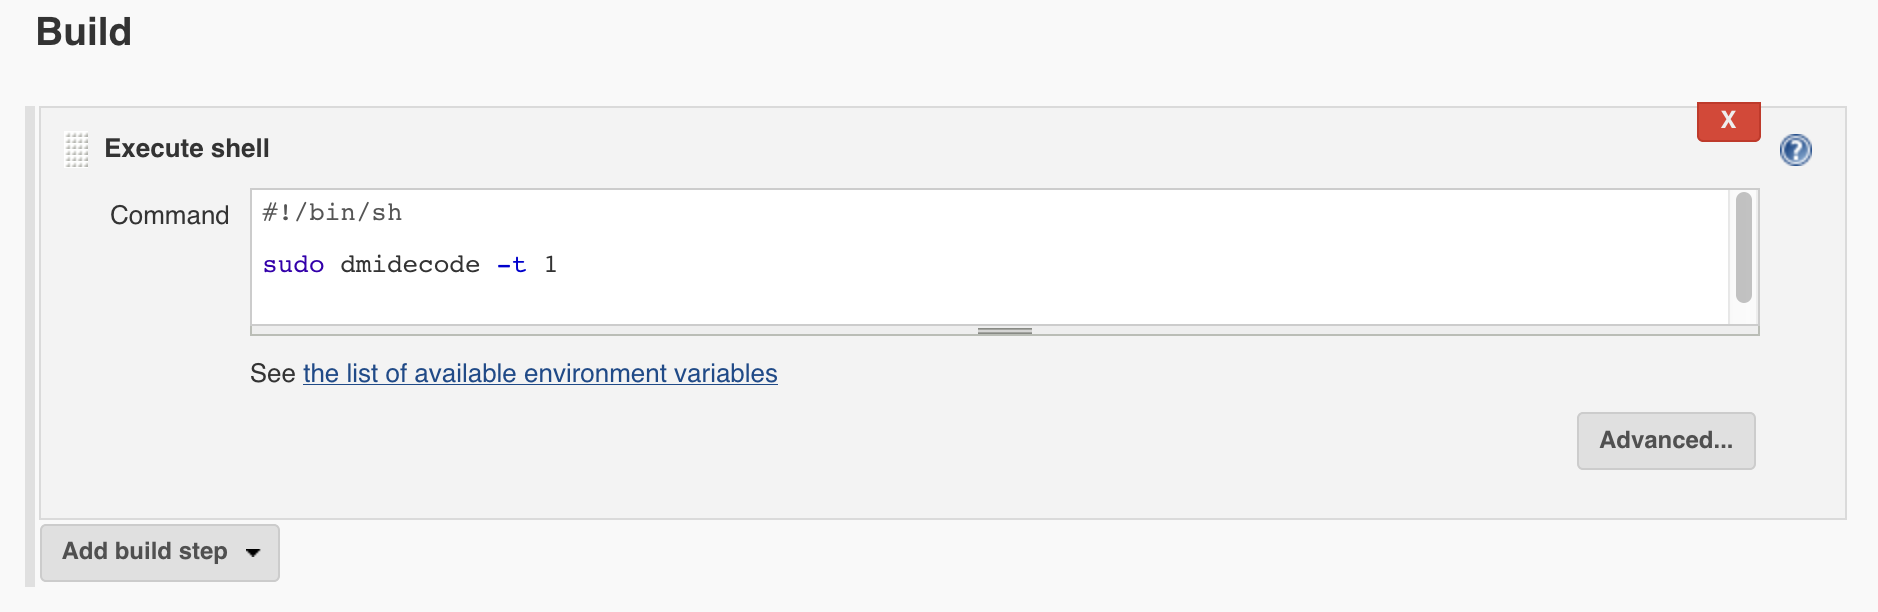 Build
X
Execute shell
?
Command
#!/bin/sh
sudo dmidecode -t 1
See the list of available environment variables
Advanced...
Add build step